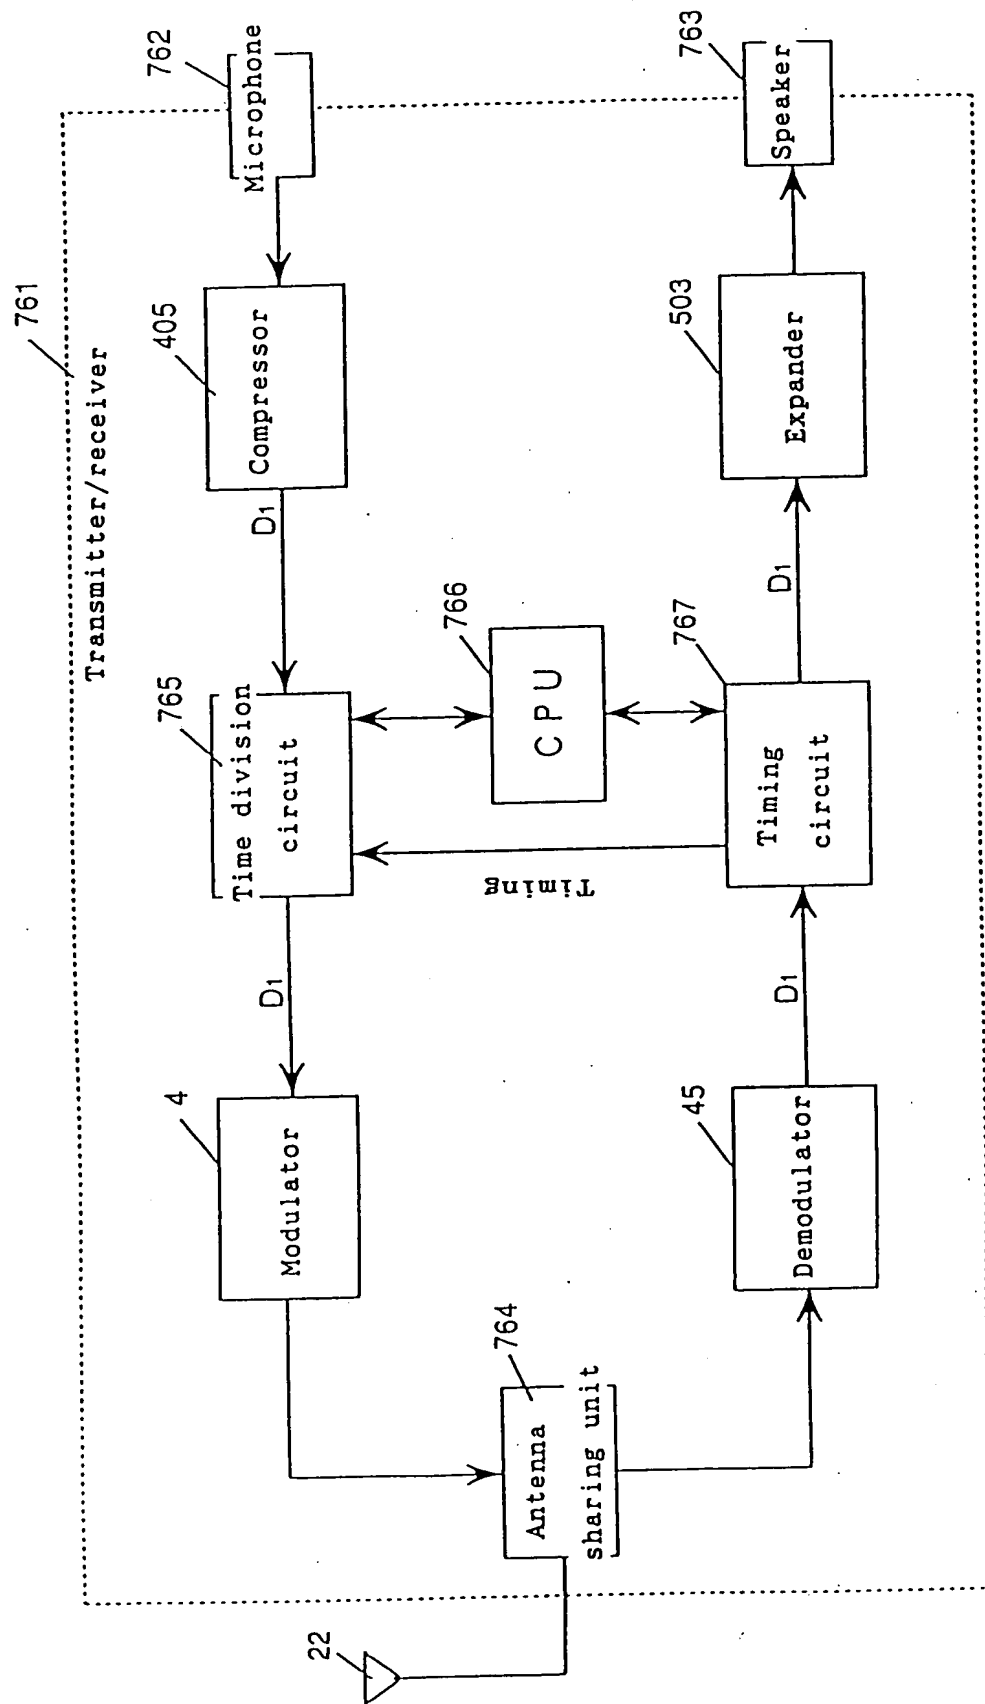 761
Transmitter/receiver
22
764
Antenna
sharing unit
4
Modulator
D1
765
Time division
circuit
D1
405
Compressor
762
Microphone
Timing
766
CPU
45
Demodulator
D1
767
Timing
circuit
D1
503
Expander
763
Speaker